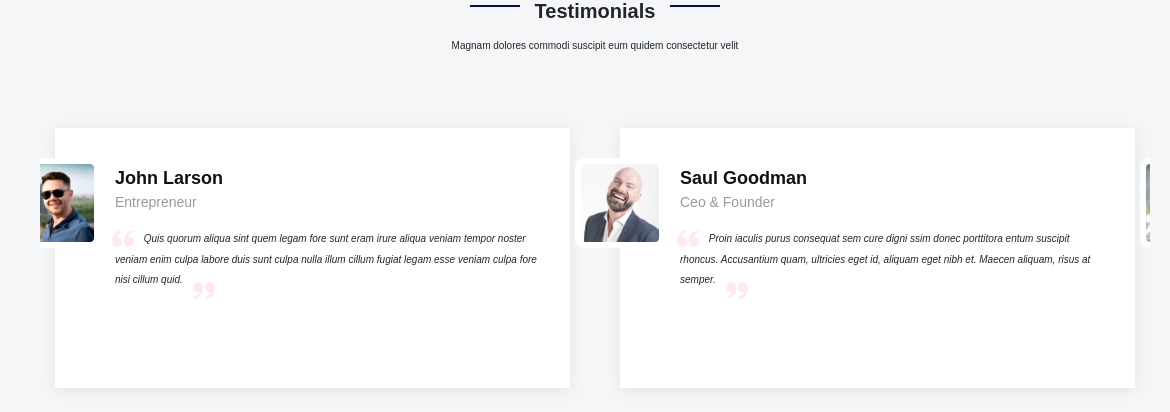 Testimonials
Magnam dolores commodi suscipit eum quidem consectetur velit
John Larson
Entrepreneur
Quis quorum aliqua sint quem legam fore sunt eram irure aliqua veniam tempor noster
veniam enim culpa labore duis sunt culpa nulla illum cillum fugiat legam esse veniam culpa fore
nisi cillum quid.
Saul Goodman
Ceo & Founder
Proin iaculis purus consequat sem cure digni ssim donec porttitora entum suscipit
rhoncus. Accusantium quam, ultricies eget id, aliquam eget nibh et. Maecen aliquam, risus at
semper.